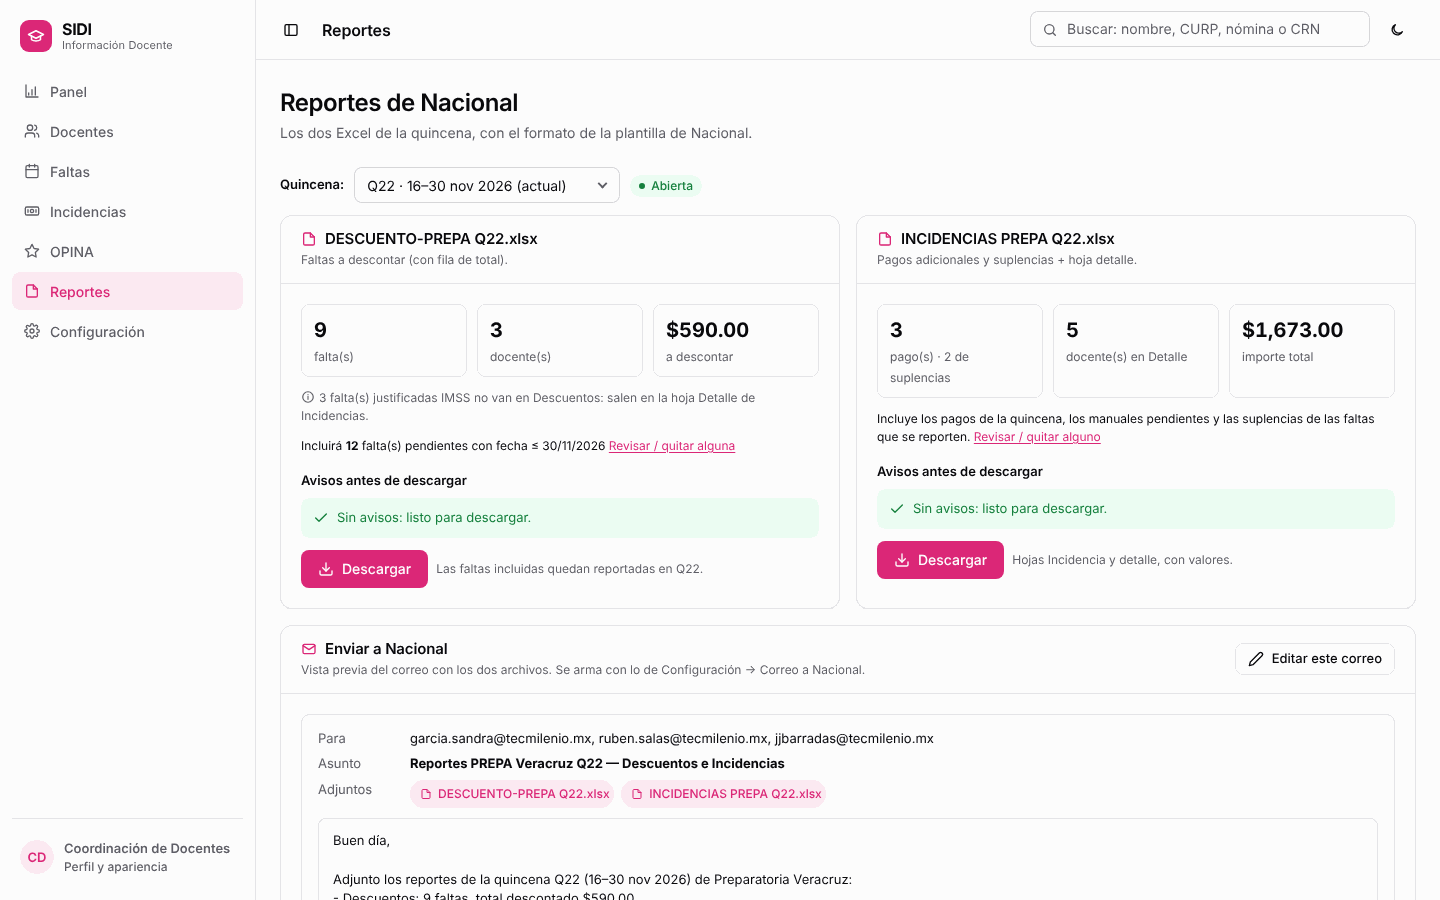 SIDI
Información Docente
Panel
Docentes
Faltas
Incidencias
OPINA
Reportes
Configuración
CD
Coordinación de Docentes
Perfil y apariencia
Reportes
Buscar: nombre, CURP, nómina o CRN
Reportes de Nacional
Los dos Excel de la quincena, con el formato de la plantilla de Nacional.
Quincena:
Q22 · 16–30 nov 2026 (actual)
Abierta
DESCUENTO-PREPA Q22.xlsx
Faltas a descontar (con fila de total).
9
falta(s)
3
docente(s)
$590.00
a descontar
3 falta(s) justificadas IMSS no van en Descuentos: salen en la hoja Detalle de
Incidencias.
Incluirá 12 falta(s) pendientes con fecha ≤ 30/11/2026 Revisar / quitar alguna
Avisos antes de descargar
Sin avisos: listo para descargar.
Descargar
Las faltas incluidas quedan reportadas en Q22.
INCIDENCIAS PREPA Q22.xlsx
Pagos adicionales y suplencias + hoja detalle.
3
pago(s) · 2 de
suplencias
5
docente(s) en Detalle
$1,673.00
importe total
Incluye los pagos de la quincena, los manuales pendientes y las suplencias de las faltas
que se reporten. Revisar / quitar alguno
Avisos antes de descargar
Sin avisos: listo para descargar.
Descargar
Hojas Incidencia y detalle, con valores.
Enviar a Nacional
Vista previa del correo con los dos archivos. Se arma con lo de Configuración → Correo a Nacional.
Editar este correo
Para
garcia.sandra@tecmilenio.mx, ruben.salas@tecmilenio.mx, jjbarradas@tecmilenio.mx
Asunto
Reportes PREPA Veracruz Q22 — Descuentos e Incidencias
Adjuntos
DESCUENTO-PREPA Q22.xlsx
INCIDENCIAS PREPA Q22.xlsx
Buen día,
Adjunto los reportes de la quincena Q22 (16–30 nov 2026) de Preparatoria Veracruz:
- Descuentos: 9 faltas, total descontado $590.00